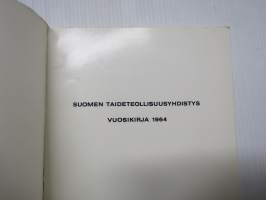 SUOMEN TAIDETEOLLISUUSYHDISTYS
VUOSIKIRJA 1964